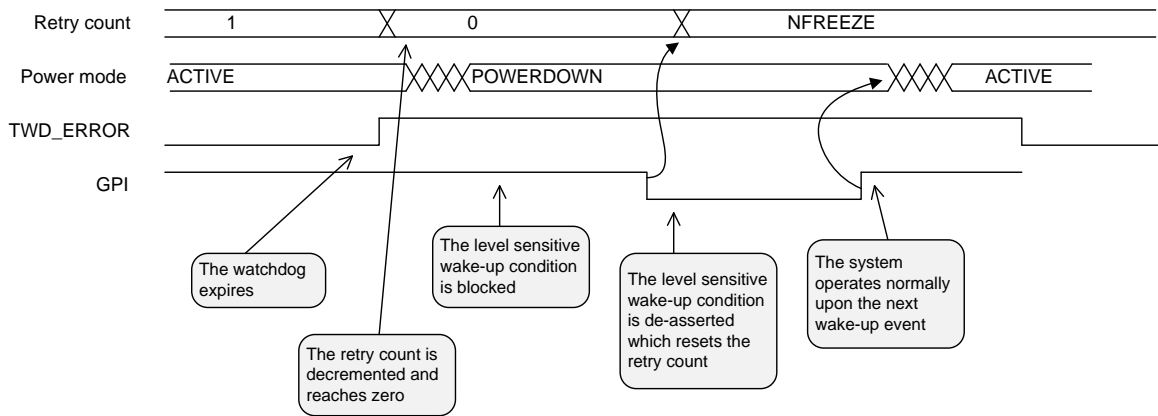 Retry count 1 0 NFREEZE
Power mode ACTIVE POWERDOWN ACTIVE
TWD_ERROR
GPI
The watchdog
expires
The retry count is
decremented and
reaches zero
The level sensitive
wake-up condition
is blocked
The level sensitive
wake-up condition
is de-asserted
which resets the
retry count
The system
operates normally
upon the next
wake-up event